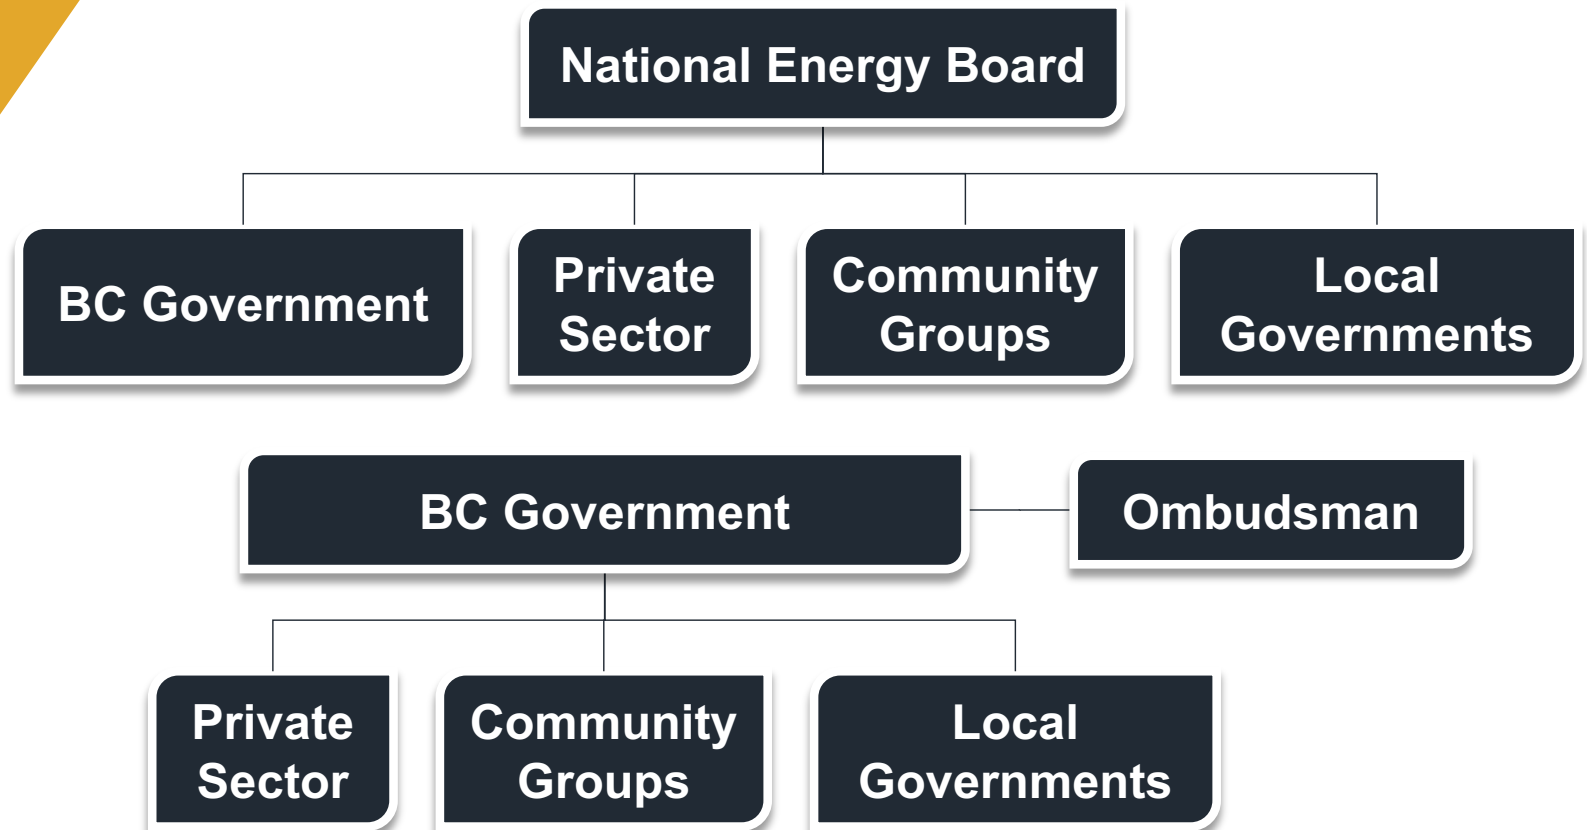 National Energy Board
BC Government
Private
Sector
Community
Groups
Local
Governments
BC Government
Ombudsman
Private
Sector
Community
Groups
Local
Governments